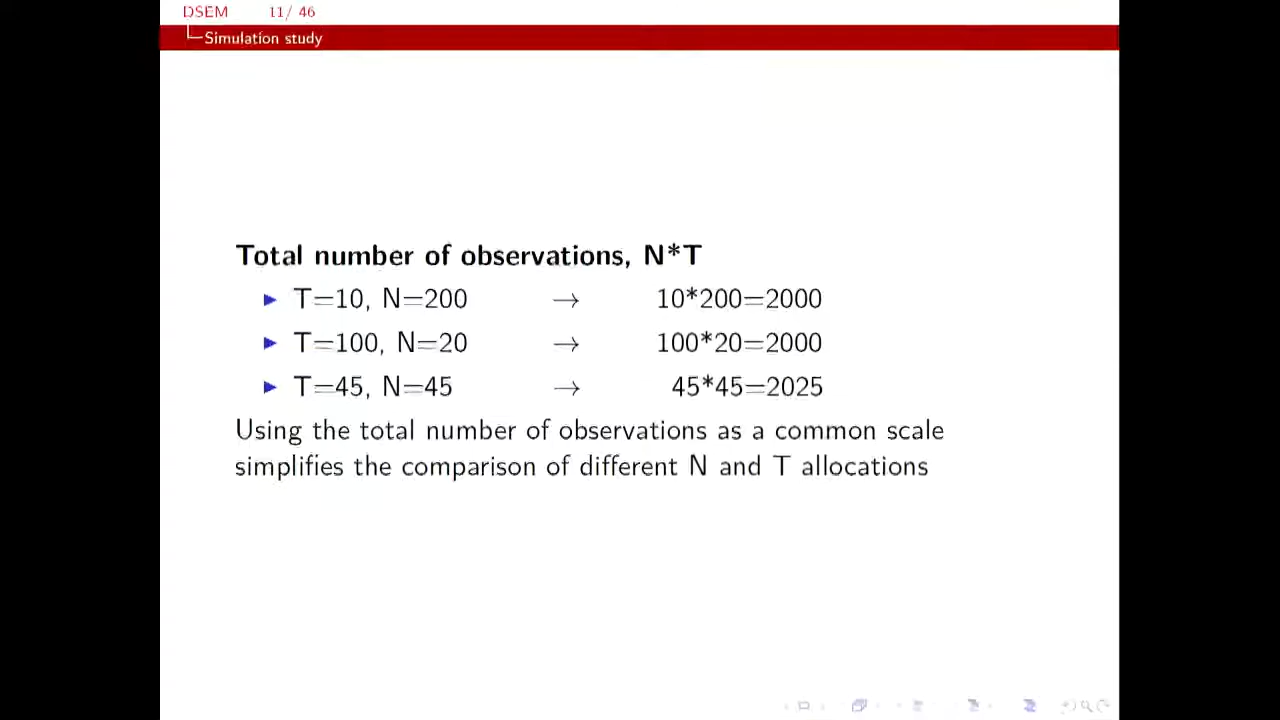 DSEM 11/ 46
Simulation study
Total number of observations, N*T
▶ T=10, N=200 → 10*200=2000
▶ T=100, N=20 → 100*20=2000
▶ T=45, N=45 → 45*45=2025
Using the total number of observations as a common scale
simplifies the comparison of different N and T allocations